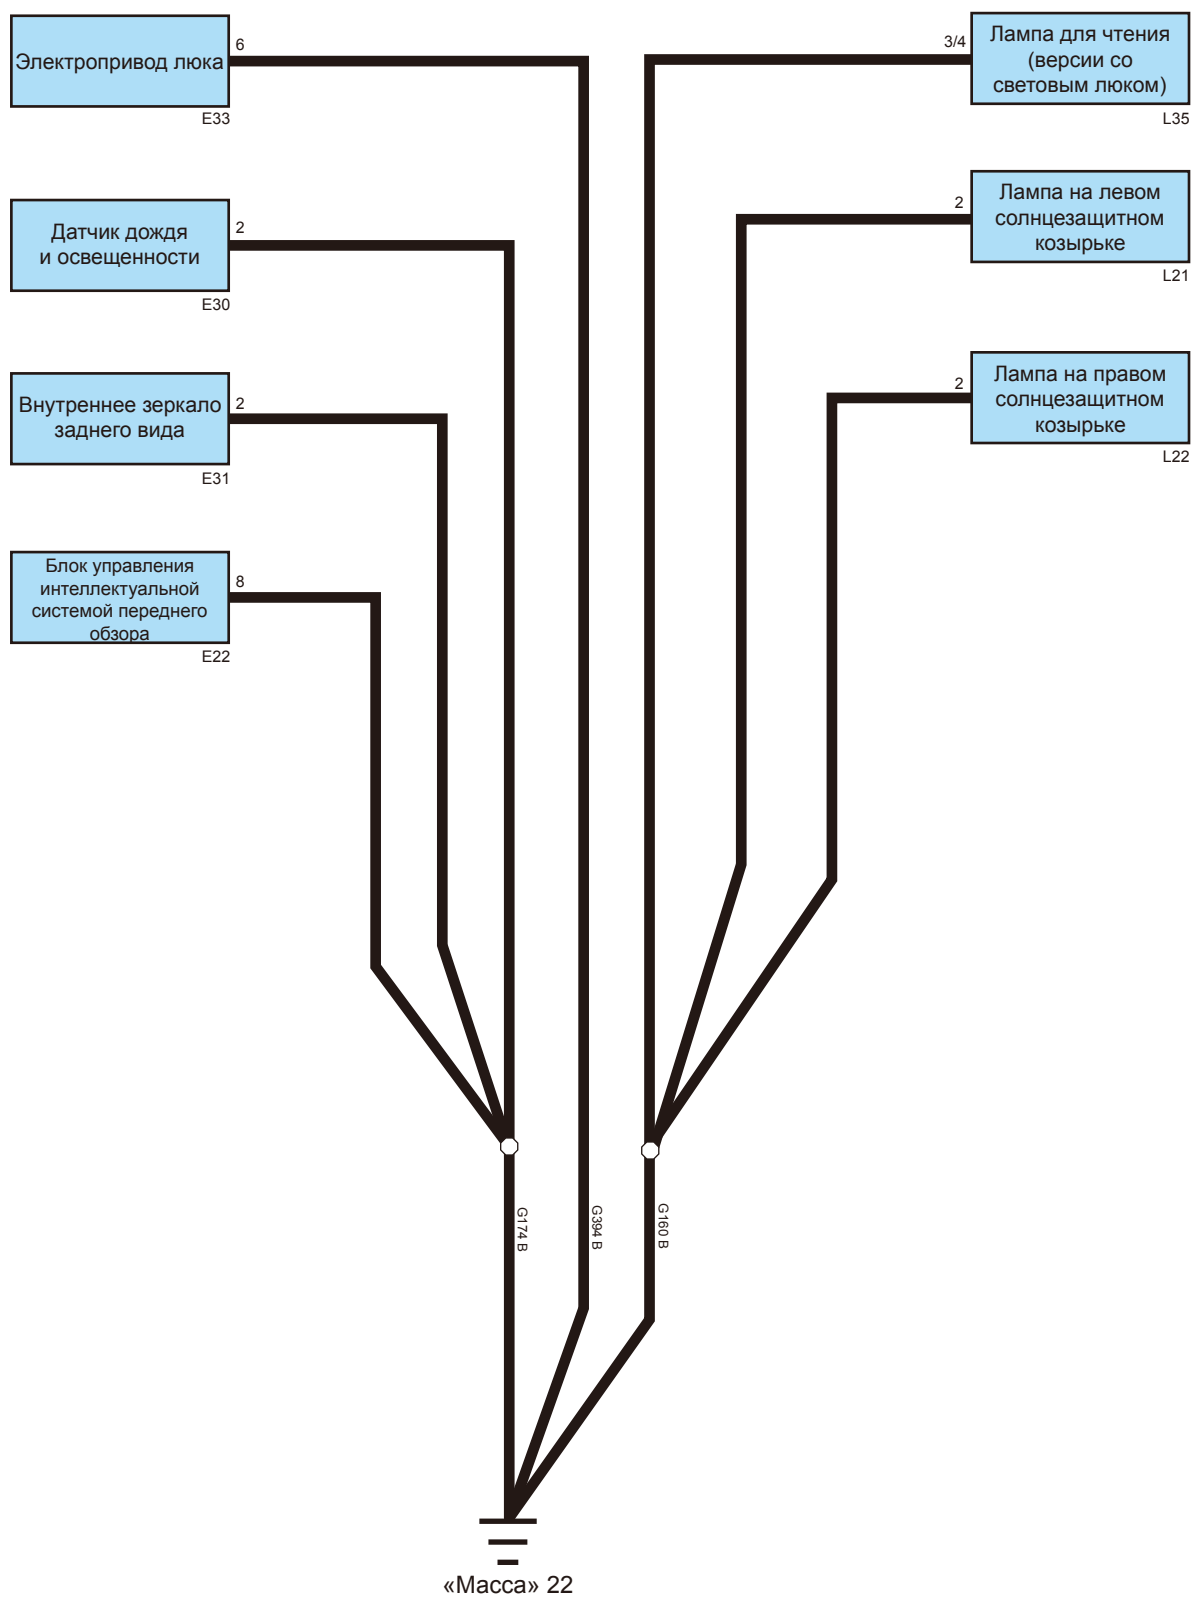 Электропривод люка
6
E33
Датчик дождя
и освещенности
2
E30
Внутреннее зеркало
заднего вида
2
E31
Блок управления
интеллектуальной
системой переднего
обзора
8
E22
3/4
Лампа для чтения
(версии со
световым люком)
L35
2
Лампа на левом
солнцезащитном
козырьке
L21
2
Лампа на правом
солнцезащитном
козырьке
L22
G174 B
G394 B
G160 B
«Масса» 22